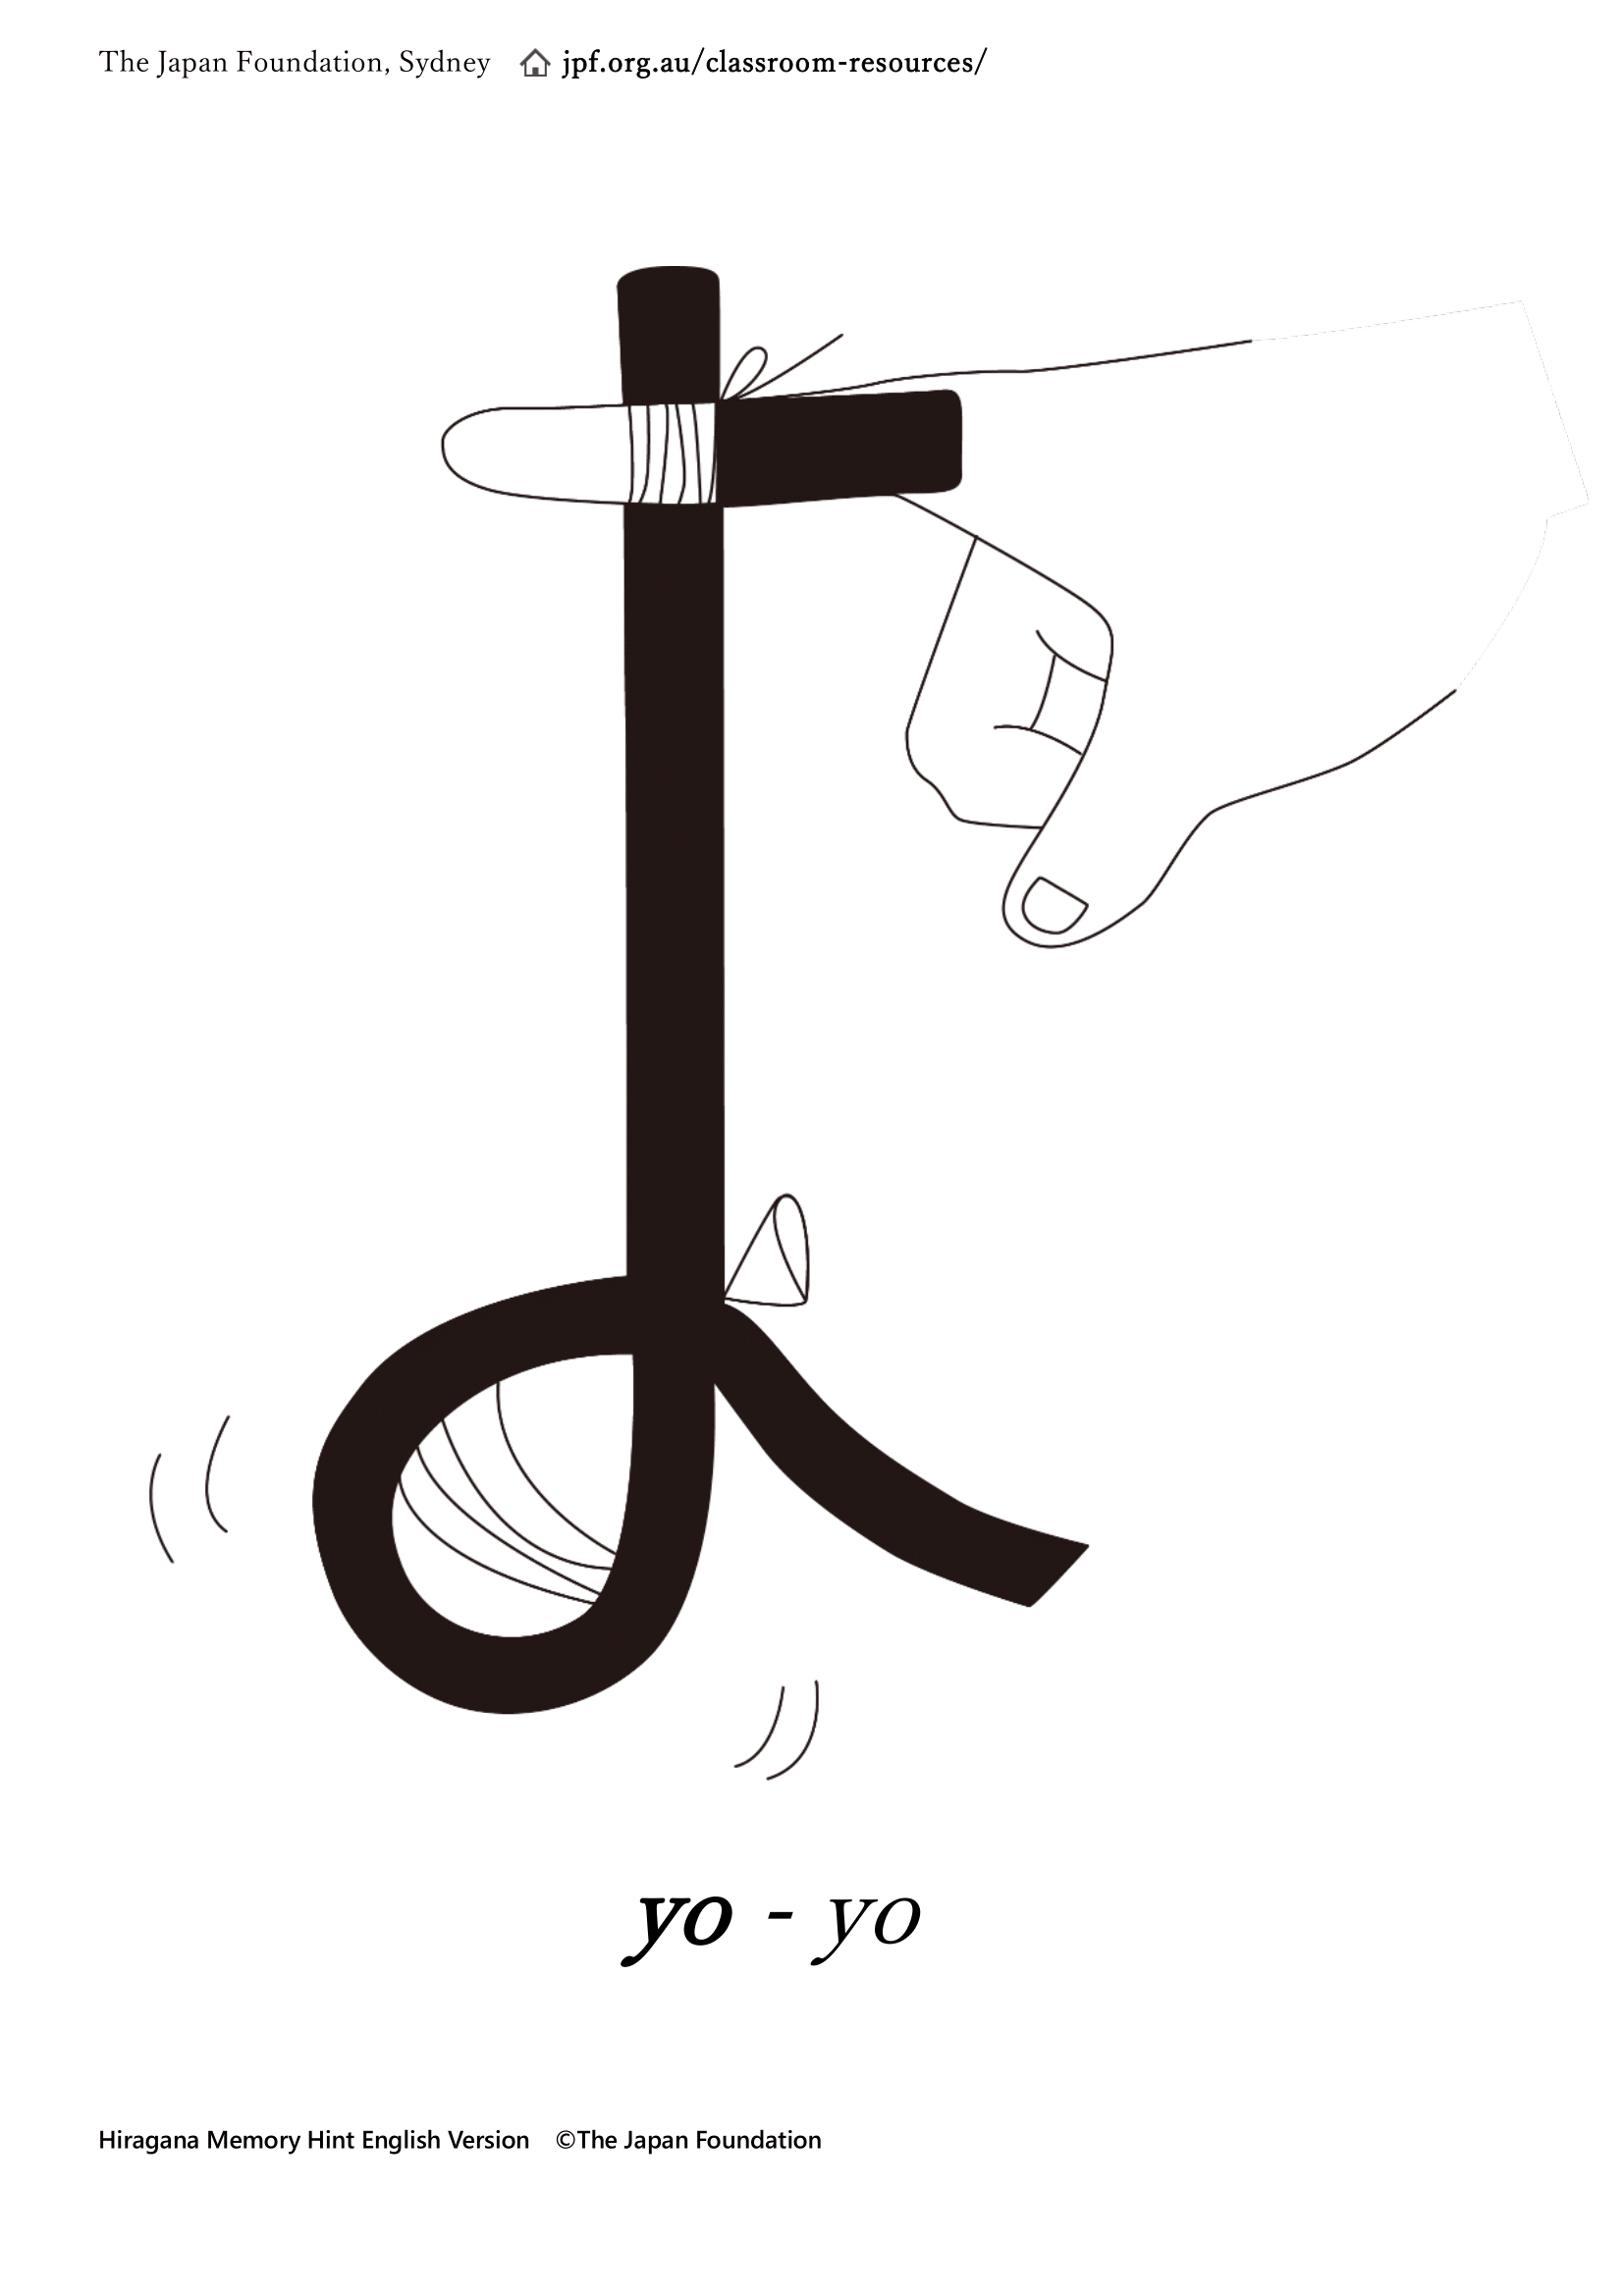 The Japan Foundation, Sydney jpf.org.au/classroom-resources/
よ
yo - yo
Hiragana Memory Hint English Version ©The Japan Foundation